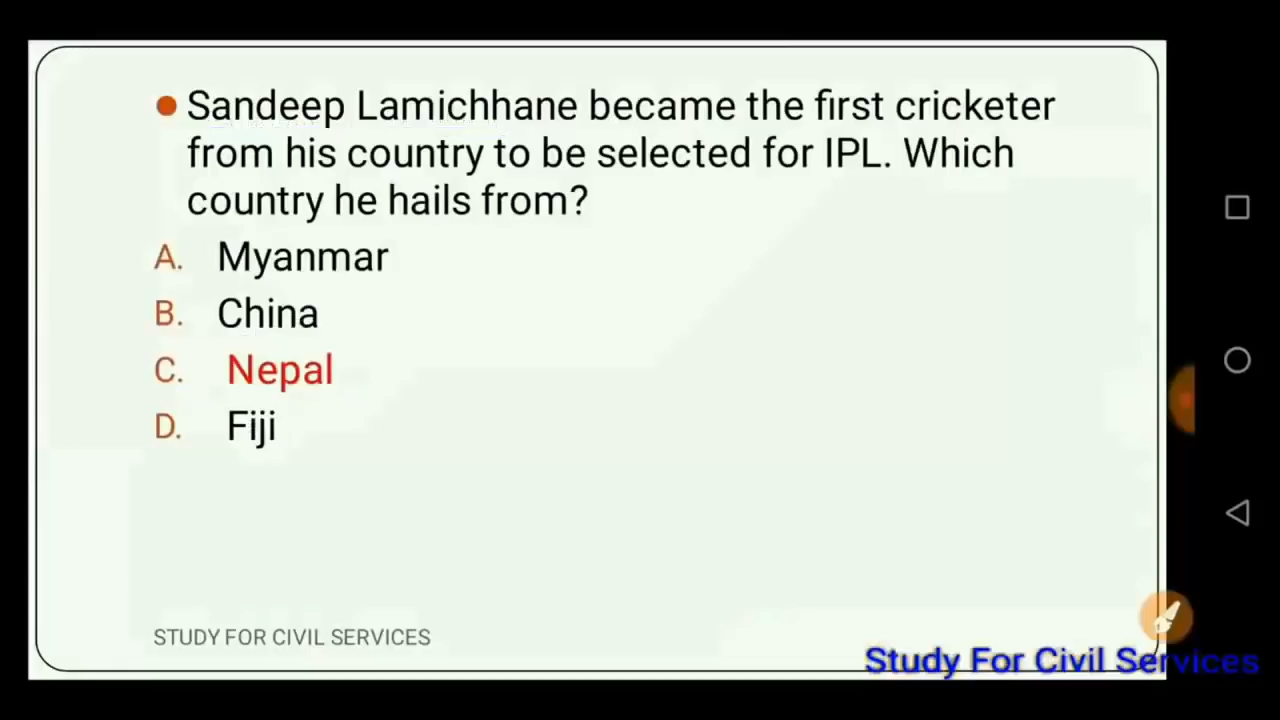 Sandeep Lamichhane became the first cricketer
from his country to be selected for IPL. Which
country he hails from?
A. Myanmar
B. China
C. Nepal
D. Fiji
STUDY FOR CIVIL SERVICES
Study For Civil Services